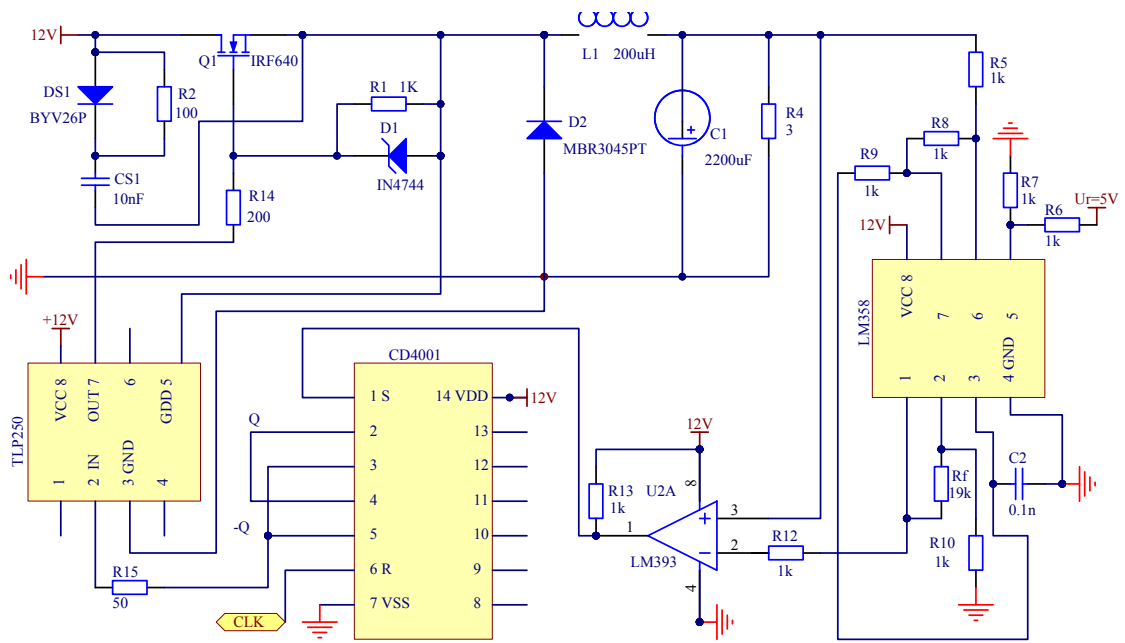 12V
Q1
IRF640
L1 200uH
DS1
BYV26P
R2
100
R1 1K
D1
IN4744
D2
MBR3045PT
C1
2200uF
R4
3
R5
1k
R8
1k
R9
1k
R7
1k
R6
1k
Ur=5V
CS1
10nF
R14
200
12V
LM358
VCC 8
7
6
5
1
2
3
4 GND
+12V
TLP250
VCC 8
OUT 7
6
GDD 5
1
2 IN
3 GND
4
CD4001
1 S
2
3
4
5
6 R
7 VSS
14 VDD
13
12
11
10
9
8
12V
Q
-Q
R15
50
CLK
12V
R13
1k
U2A
8
3
2
1
4
LM393
R12
1k
Rf
19k
R10
1k
C2
0.1n